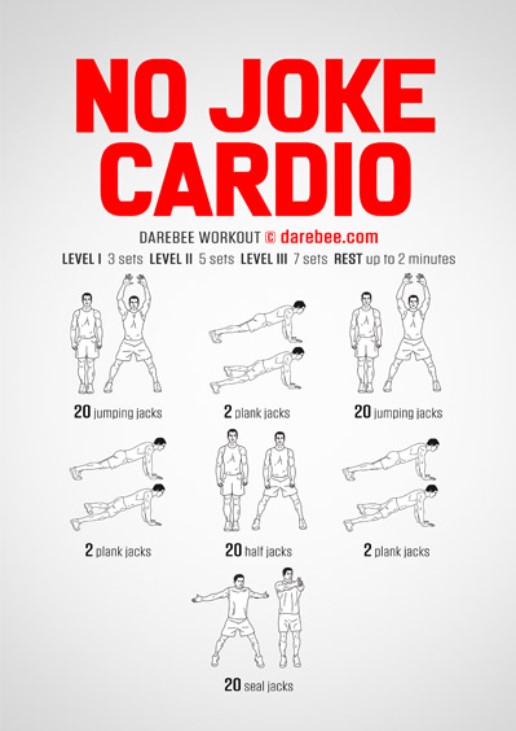 NO JOKE
CARDIO
DAREBEE WORKOUT © darebee.com
LEVEL I 3 sets LEVEL II 5 sets LEVEL III 7 sets REST up to 2 minutes
20 jumping jacks
2 plank jacks
20 jumping jacks
2 plank jacks
20 half jacks
2 plank jacks
20 seal jacks